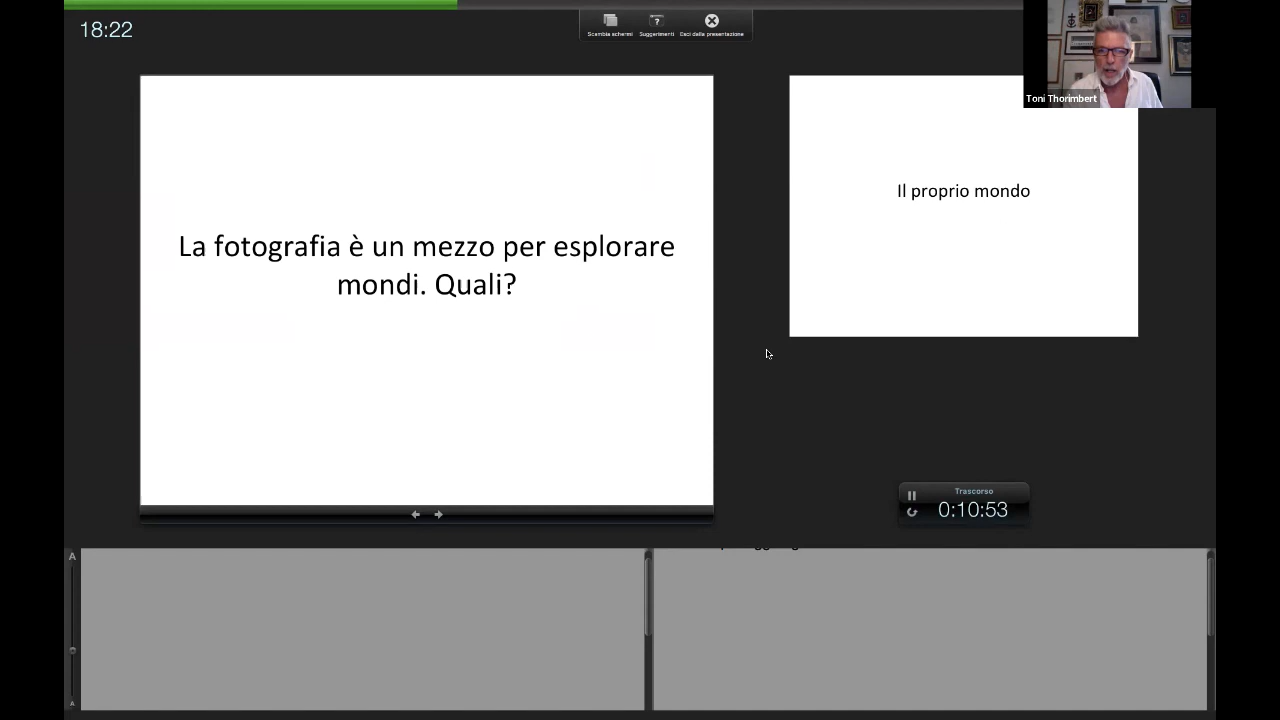 18:22
Scambia schermi
Suggerimenti
Esci dalla presentazione
Toni Thorimbert
La fotografia è un mezzo per esplorare
mondi. Quali?
Il proprio mondo
Trascorso
0:10:53
A
A